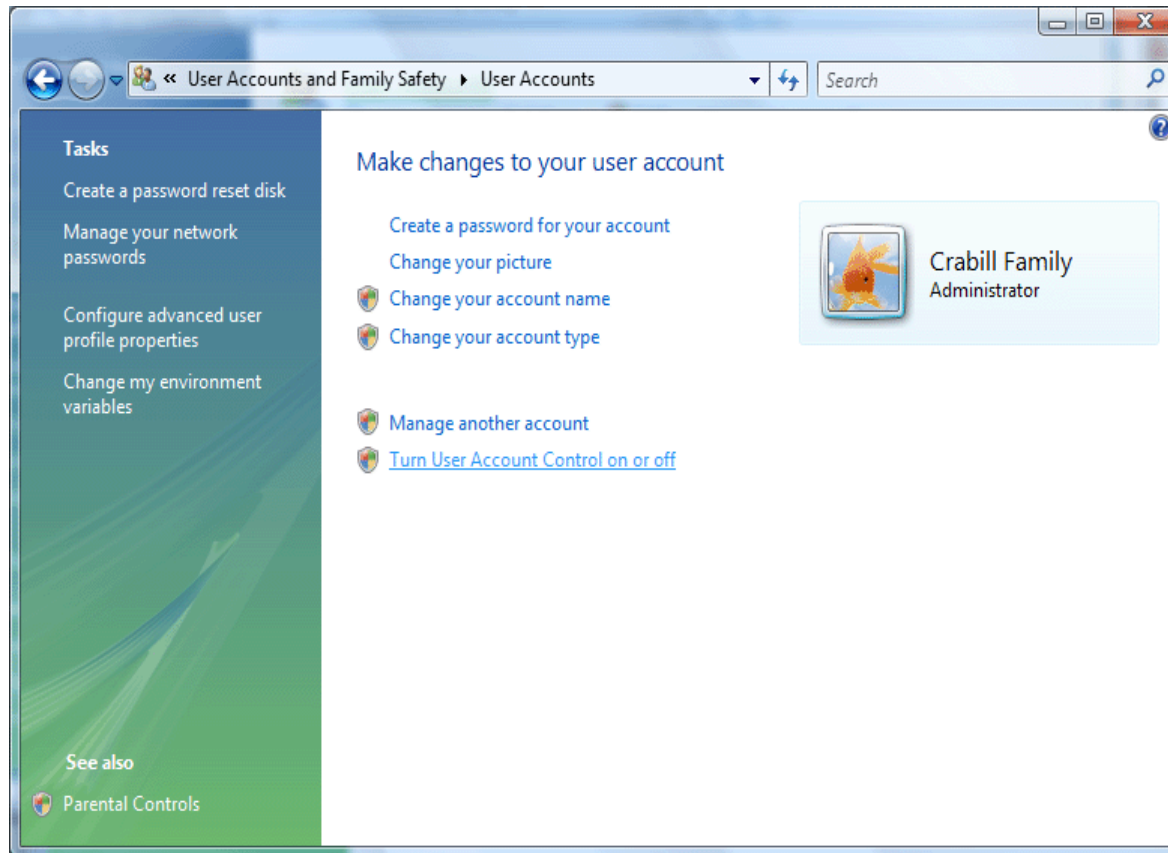 « User Accounts and Family Safety ▸ User Accounts
Search
Tasks
Create a password reset disk
Manage your network
passwords
Configure advanced user
profile properties
Change my environment
variables
See also
Parental Controls
Make changes to your user account
Create a password for your account
Change your picture
Change your account name
Change your account type
Manage another account
Turn User Account Control on or off
Crabill Family
Administrator